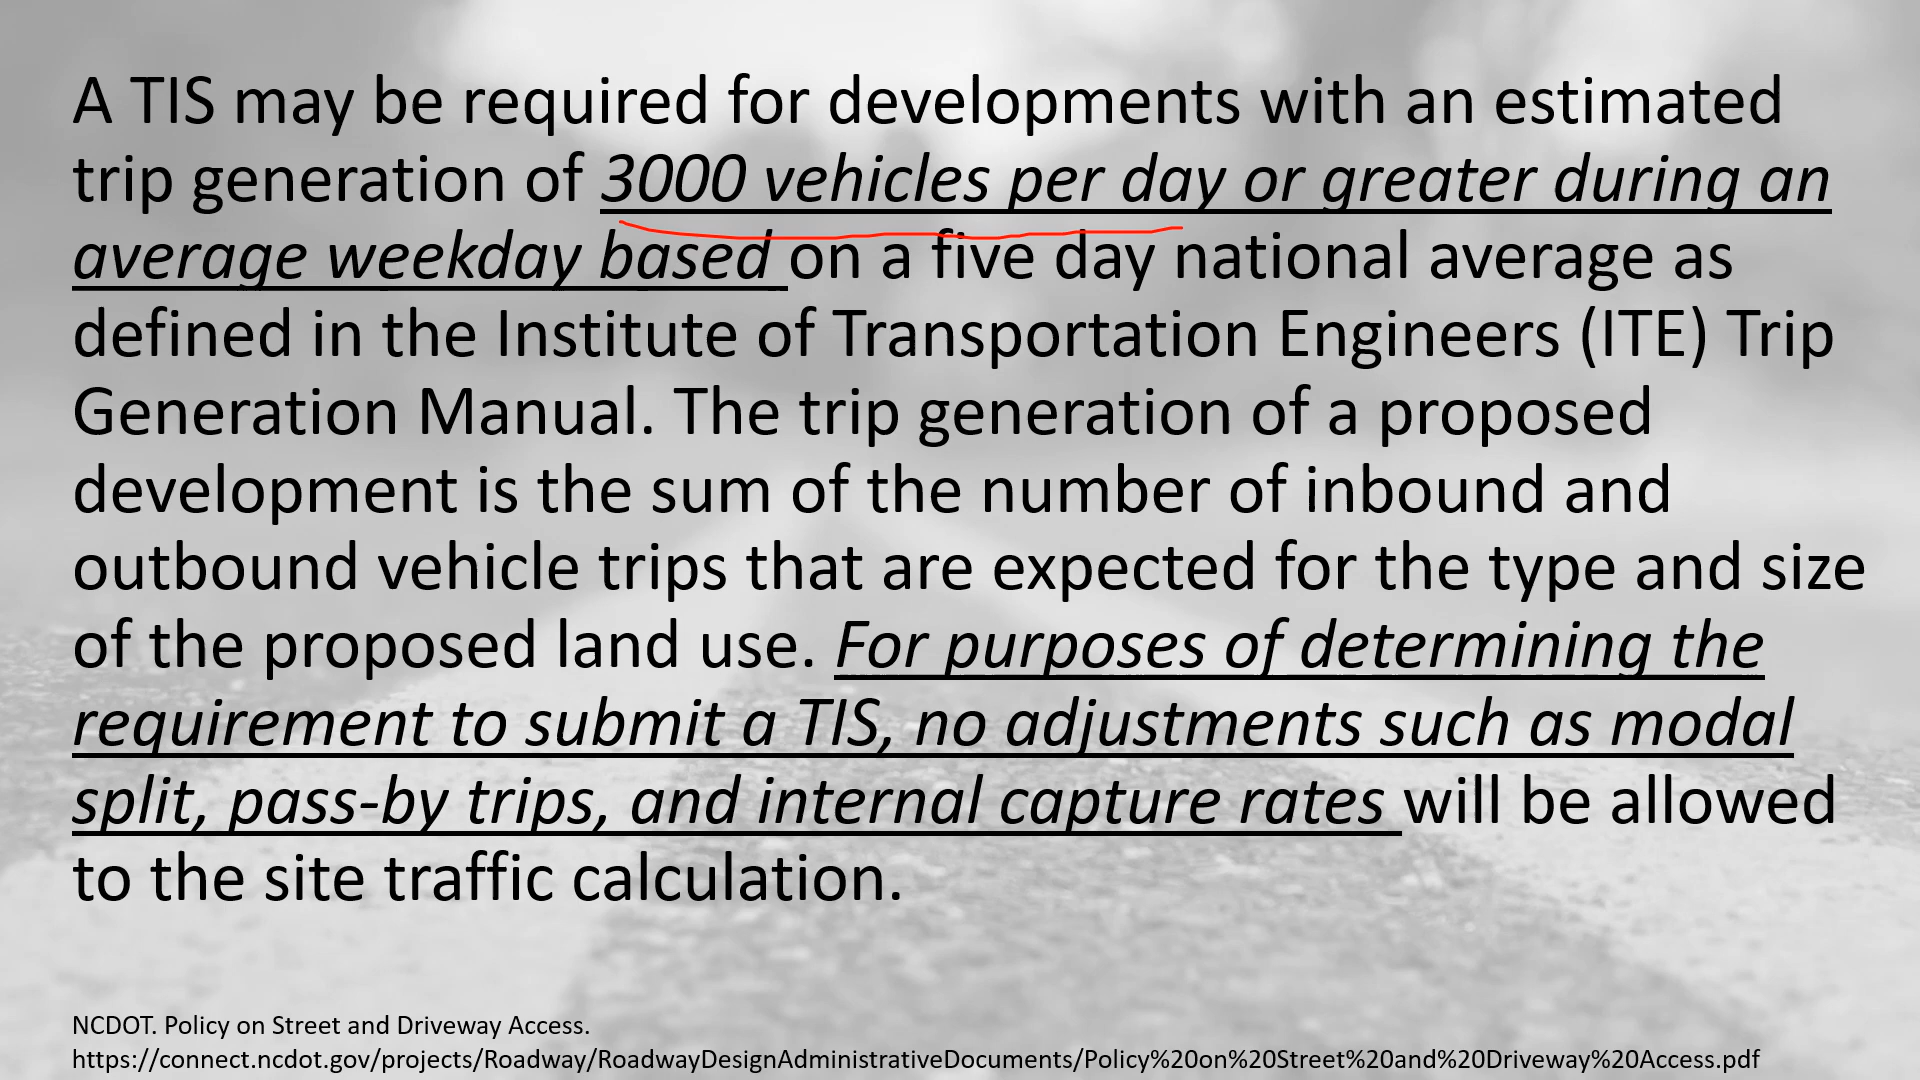 A TIS may be required for developments with an estimated
trip generation of 3000 vehicles per day or greater during an
average weekday based on a five day national average as
defined in the Institute of Transportation Engineers (ITE) Trip
Generation Manual. The trip generation of a proposed
development is the sum of the number of inbound and
outbound vehicle trips that are expected for the type and size
of the proposed land use. For purposes of determining the
requirement to submit a TIS, no adjustments such as modal
split, pass-by trips, and internal capture rates will be allowed
to the site traffic calculation.
NCDOT. Policy on Street and Driveway Access.
https://connect.ncdot.gov/projects/Roadway/RoadwayDesignAdministrativeDocuments/Policy%20on%20Street%20and%20Driveway%20Access.pdf